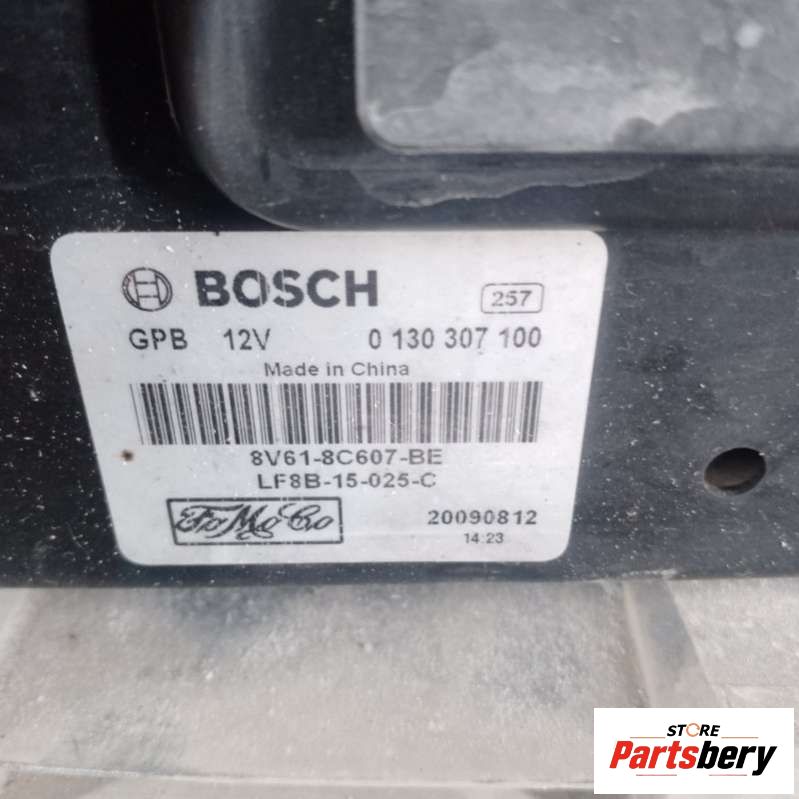 BOSCH 257
GPB 12V 0 130 307 100
Made in China
8V61-8C607-BE
LF8B-15-025-C
FoMoCo 20090812
14:23
STORE
Partsbery